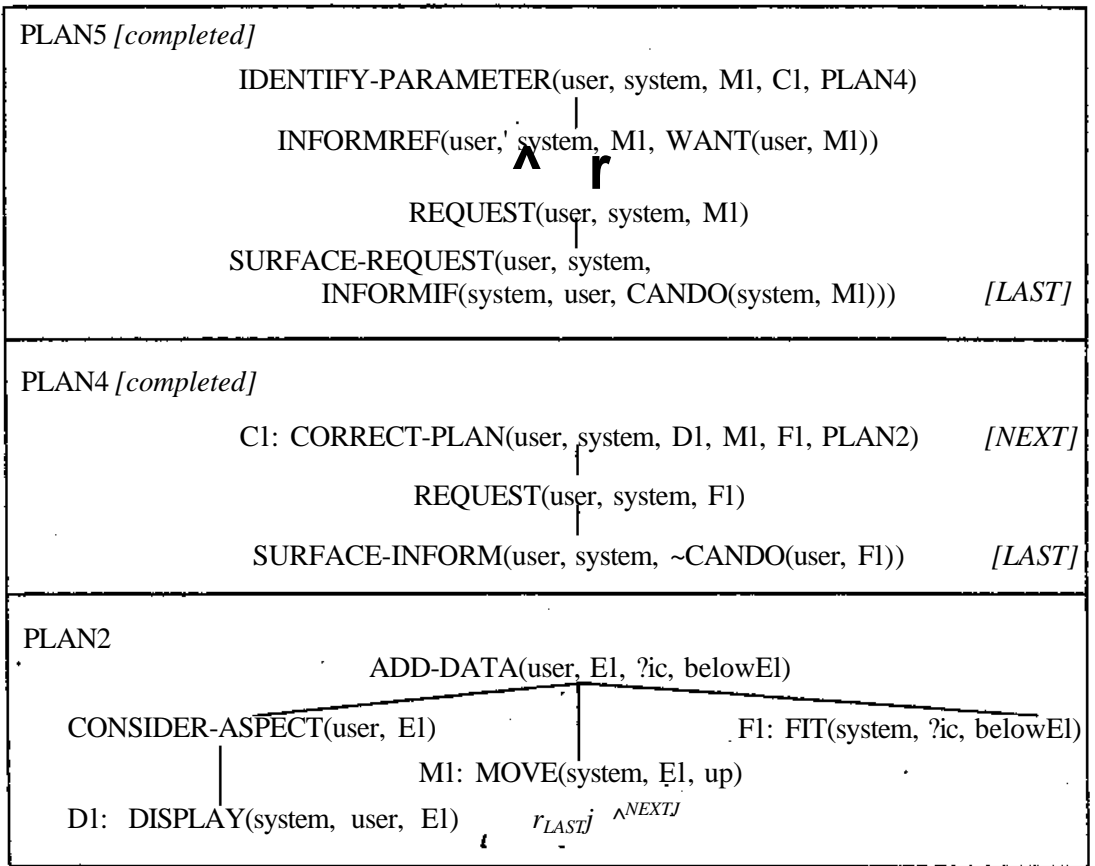 PLAN5 [completed]
IDENTIFY-PARAMETER(user, system, M1, C1, PLAN4)
INFORMREF(user,' system, M1, WANT(user, M1))
^ r
REQUEST(user, system, M1)
SURFACE-REQUEST(user, system,
INFORMIF(system, user, CANDO(system, M1))) [LAST]
PLAN4 [completed]
C1: CORRECT-PLAN(user, system, D1, M1, F1, PLAN2) [NEXT]
REQUEST(user, system, F1)
SURFACE-INFORM(user, system, ~CANDO(user, F1)) [LAST]
PLAN2
ADD-DATA(user, E1, ?ic, belowE1)
CONSIDER-ASPECT(user, E1) F1: FIT(system, ?ic, belowE1)
M1: MOVE(system, E1, up)
D1: DISPLAY(system, user, E1) rLASTj ^NEXTJ